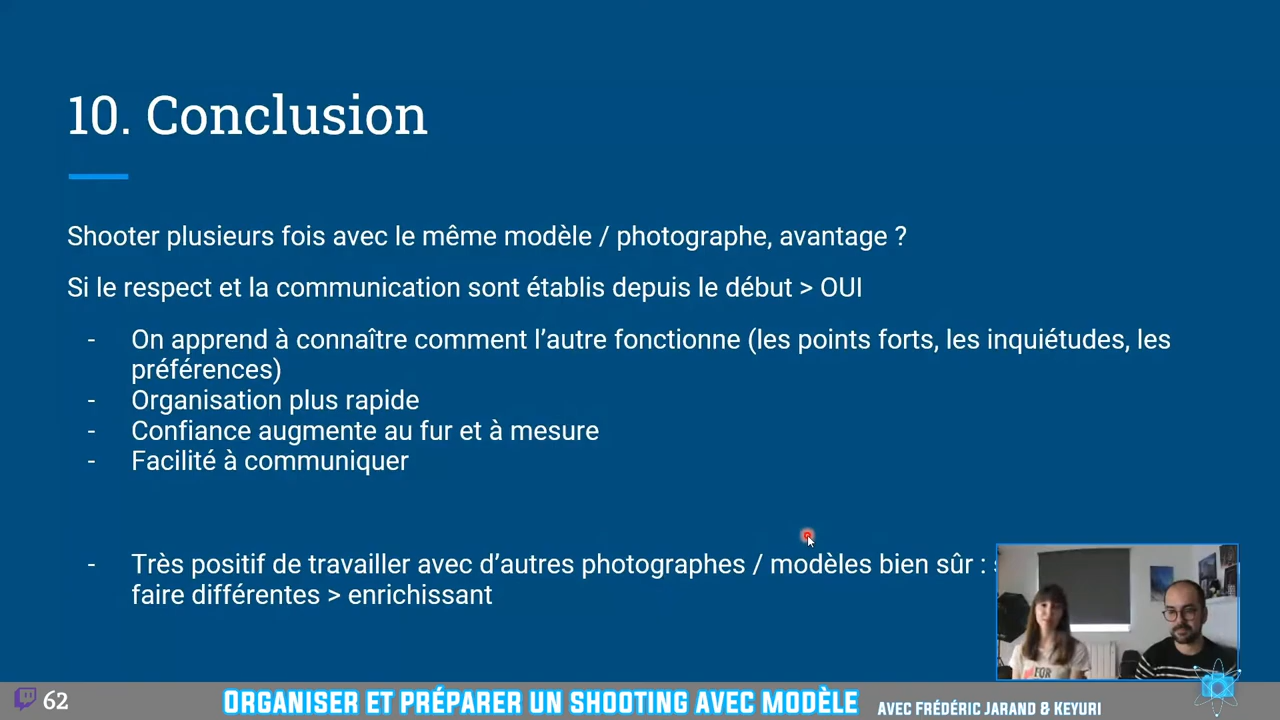 10. Conclusion
Shooter plusieurs fois avec le même modèle / photographe, avantage ?
Si le respect et la communication sont établis depuis le début > OUI
- On apprend à connaître comment l’autre fonctionne (les points forts, les inquiétudes, les
préférences)
- Organisation plus rapide
- Confiance augmente au fur et à mesure
- Facilité à communiquer
- Très positif de travailler avec d’autres photographes / modèles bien sûr :
faire différentes > enrichissant
FOR
62
ORGANISER ET PRÉPARER UN SHOOTING AVEC MODÈLE
AVEC FRÉDÉRIC JARAND & KEYURI